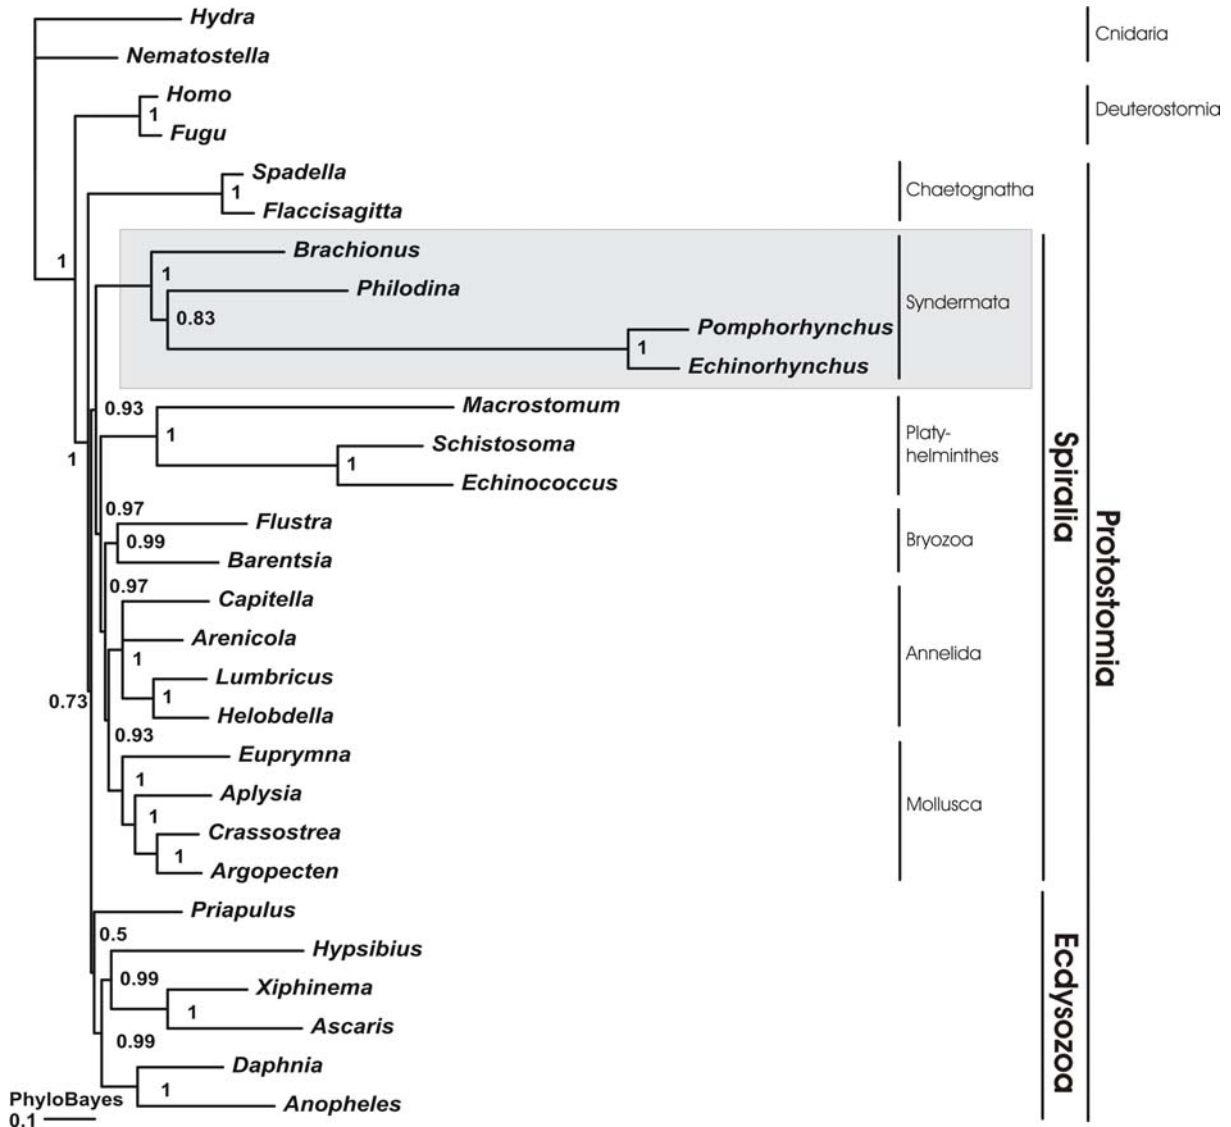 Hydra
Cnidaria
Nematostella
Homo
Deuterostomia
1
Fugu
Spadella
Chaetognatha
1
Flaccisagitta
Brachionus
1
1
Philodina
Syndermata
0.83
Pomphorhynchus
1
Echinorhynchus
Macrostomum
0.93
1
Platy-
helminthes
Schistosoma
1
1
Echinococcus
Spiralia
Protostomia
0.97
Flustra
0.99
Bryozoa
Barentsia
0.97
Capitella
Arenicola
1
Annelida
Lumbricus
1
0.73
Helobdella
0.93
Euprymna
1
Aplysia
Mollusca
1
Crassostrea
1
Argopecten
Priapulus
0.5
Hypsibius
0.99
Ecdysozoa
Xiphinema
1
Ascaris
0.99
Daphnia
1
PhyloBayes
Anopheles
0.1